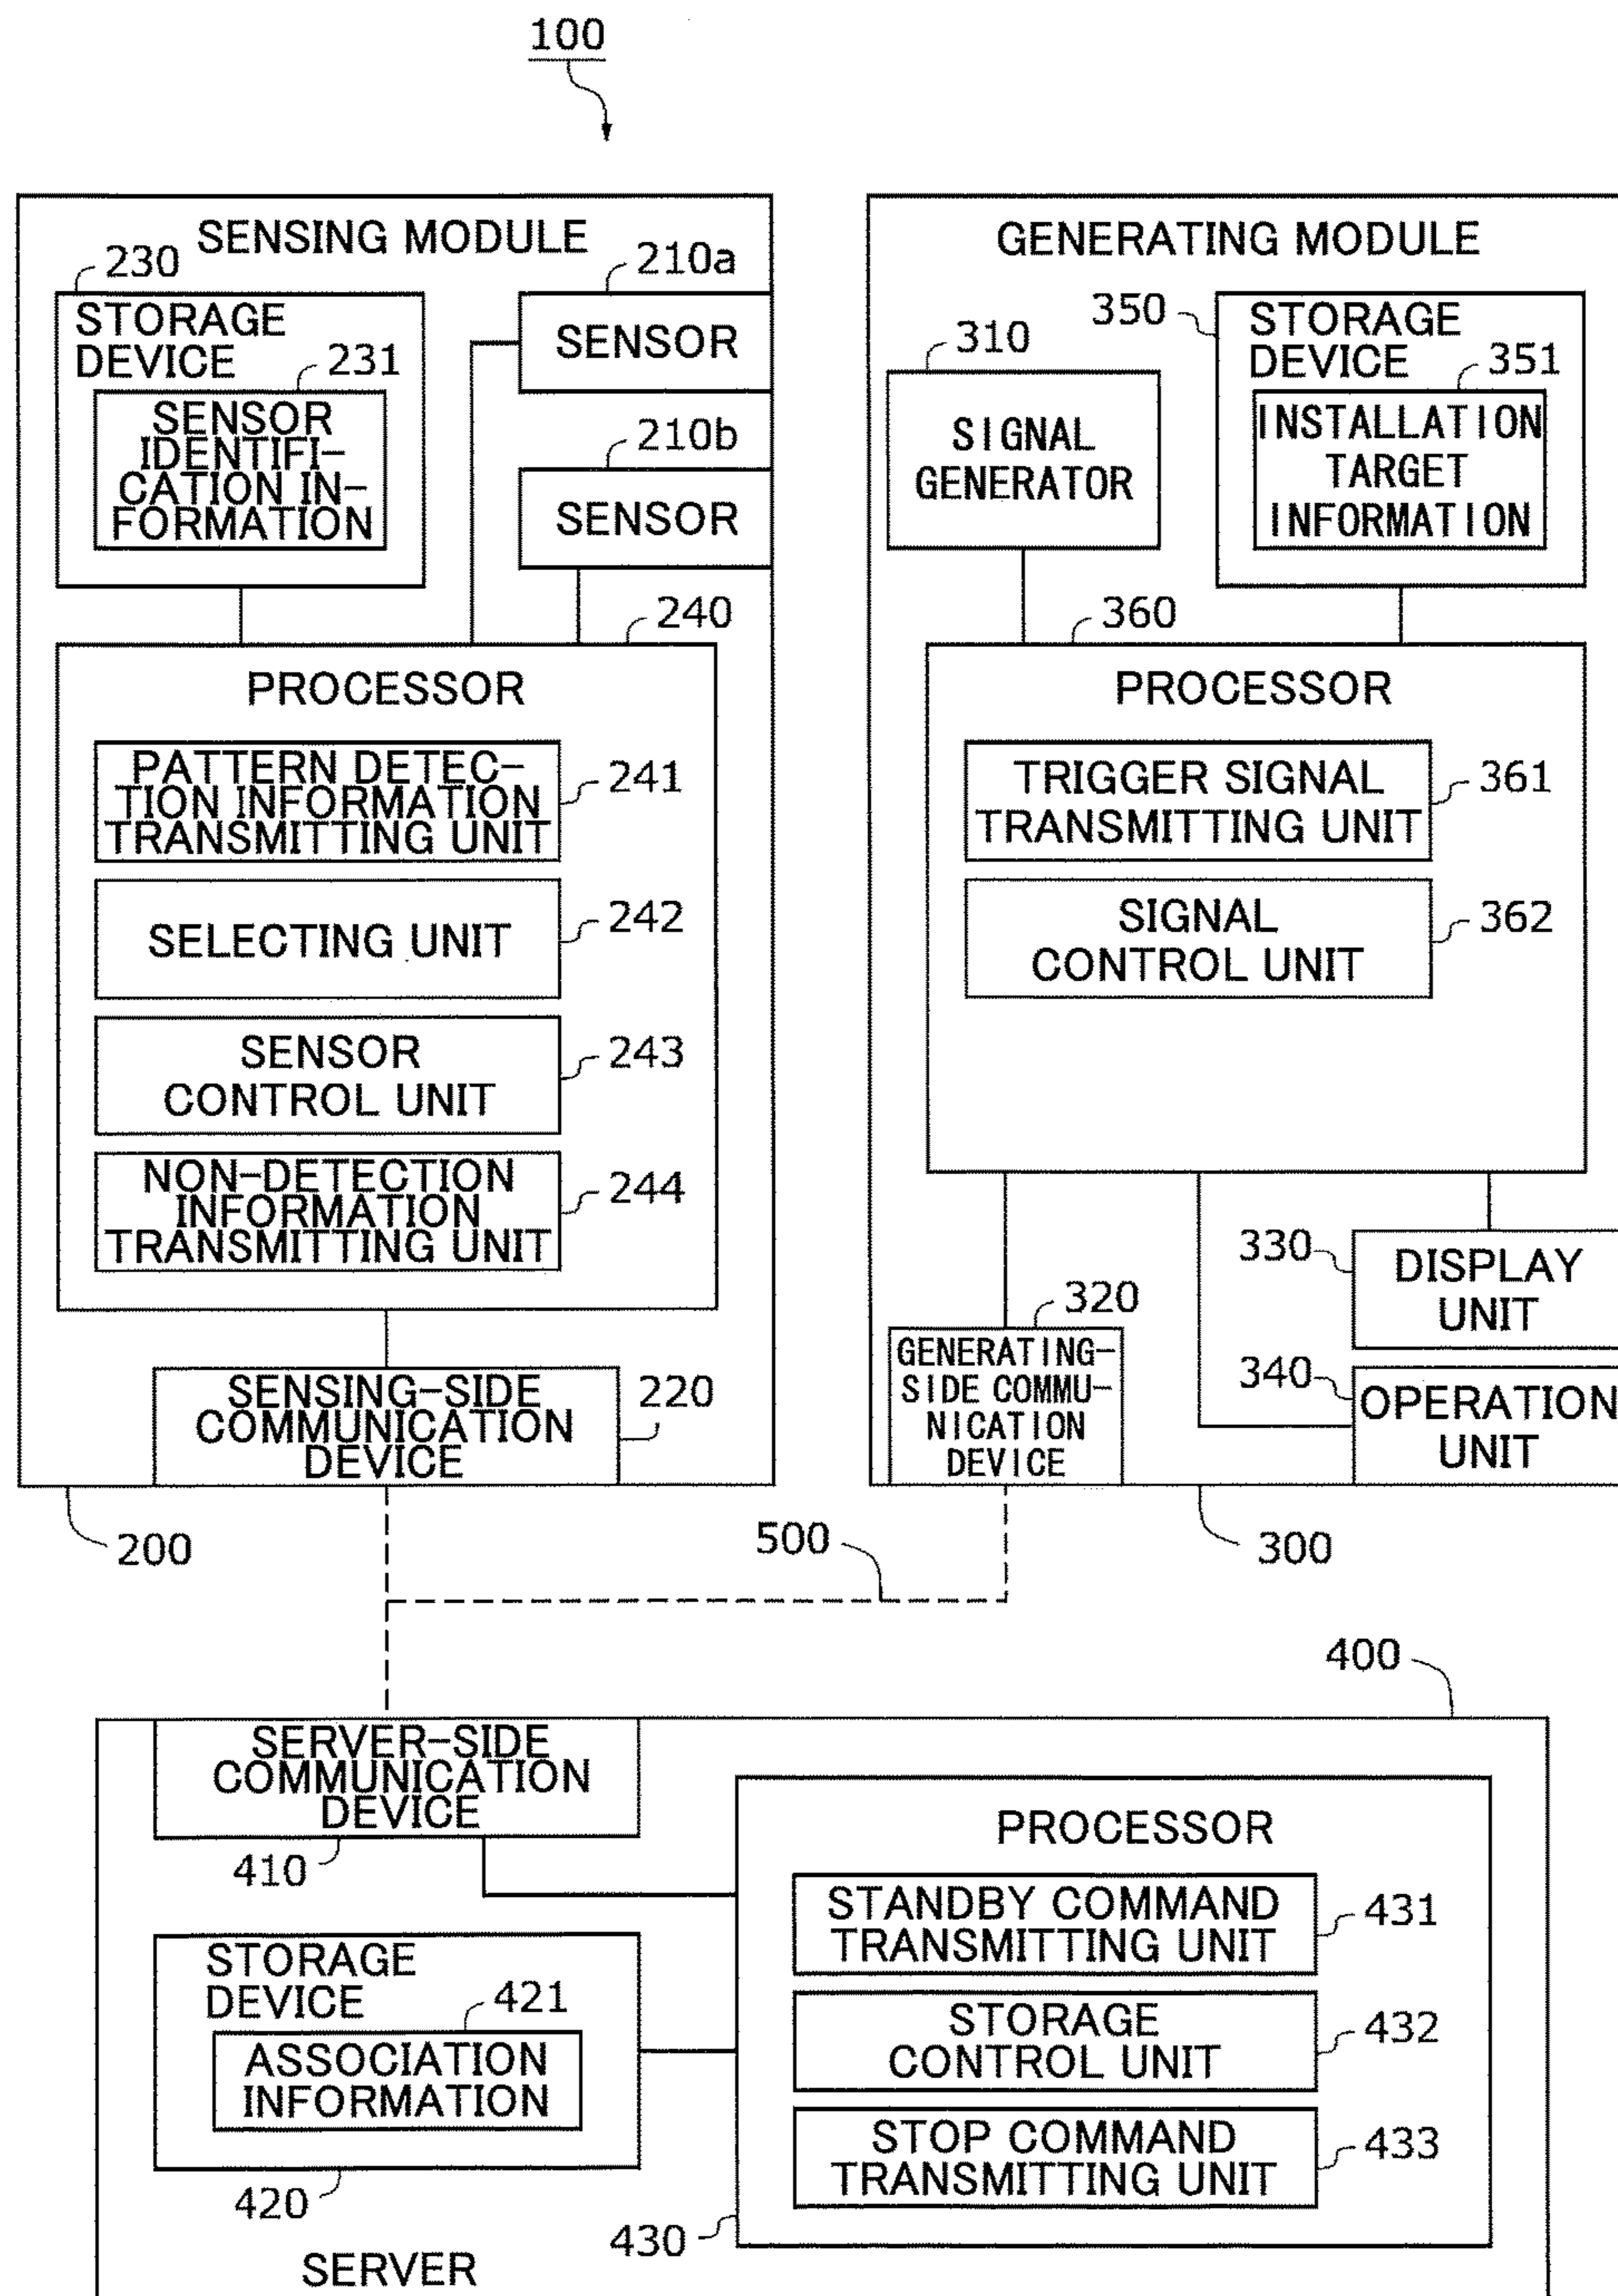 100
SENSING MODULE
230
STORAGE
DEVICE
231
SENSOR
IDENTIFI-
CATION IN-
FORMATION
210a
SENSOR
210b
SENSOR
240
PROCESSOR
PATTERN DETEC-
TION INFORMATION
TRANSMITTING UNIT
241
SELECTING UNIT
242
SENSOR
CONTROL UNIT
243
NON-DETECTION
INFORMATION
TRANSMITTING UNIT
244
SENSING-SIDE
COMMUNICATION
DEVICE
220
200
GENERATING MODULE
310
SIGNAL
GENERATOR
350
STORAGE
DEVICE
351
INSTALLATION
TARGET
INFORMATION
360
PROCESSOR
TRIGGER SIGNAL
TRANSMITTING UNIT
361
SIGNAL
CONTROL UNIT
362
320
GENERATING-
SIDE COMMU-
NICATION
DEVICE
330
DISPLAY
UNIT
340
OPERATION
UNIT
300
500
400
SERVER-SIDE
COMMUNICATION
DEVICE
410
STORAGE
DEVICE
421
ASSOCIATION
INFORMATION
420
PROCESSOR
STANDBY COMMAND
TRANSMITTING UNIT
431
STORAGE
CONTROL UNIT
432
STOP COMMAND
TRANSMITTING UNIT
433
430
SERVER